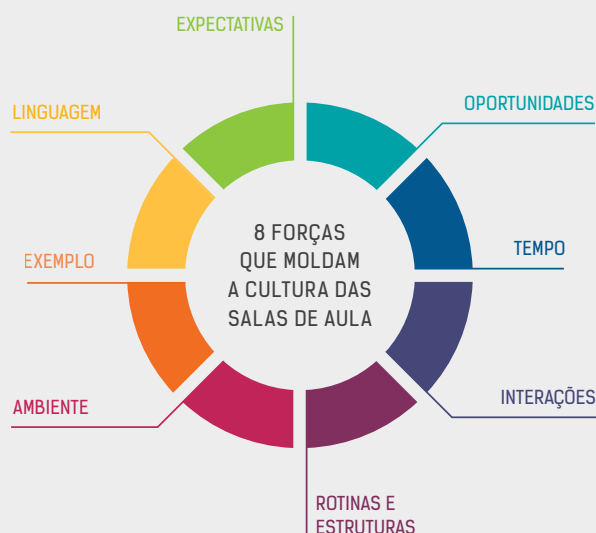 EXPECTATIVAS
OPORTUNIDADES
LINGUAGEM
8 FORÇAS
QUE MOLDAM
A CULTURA DAS
SALAS DE AULA
EXEMPLO
TEMPO
AMBIENTE
INTERAÇÕES
ROTINAS E
ESTRUTURAS